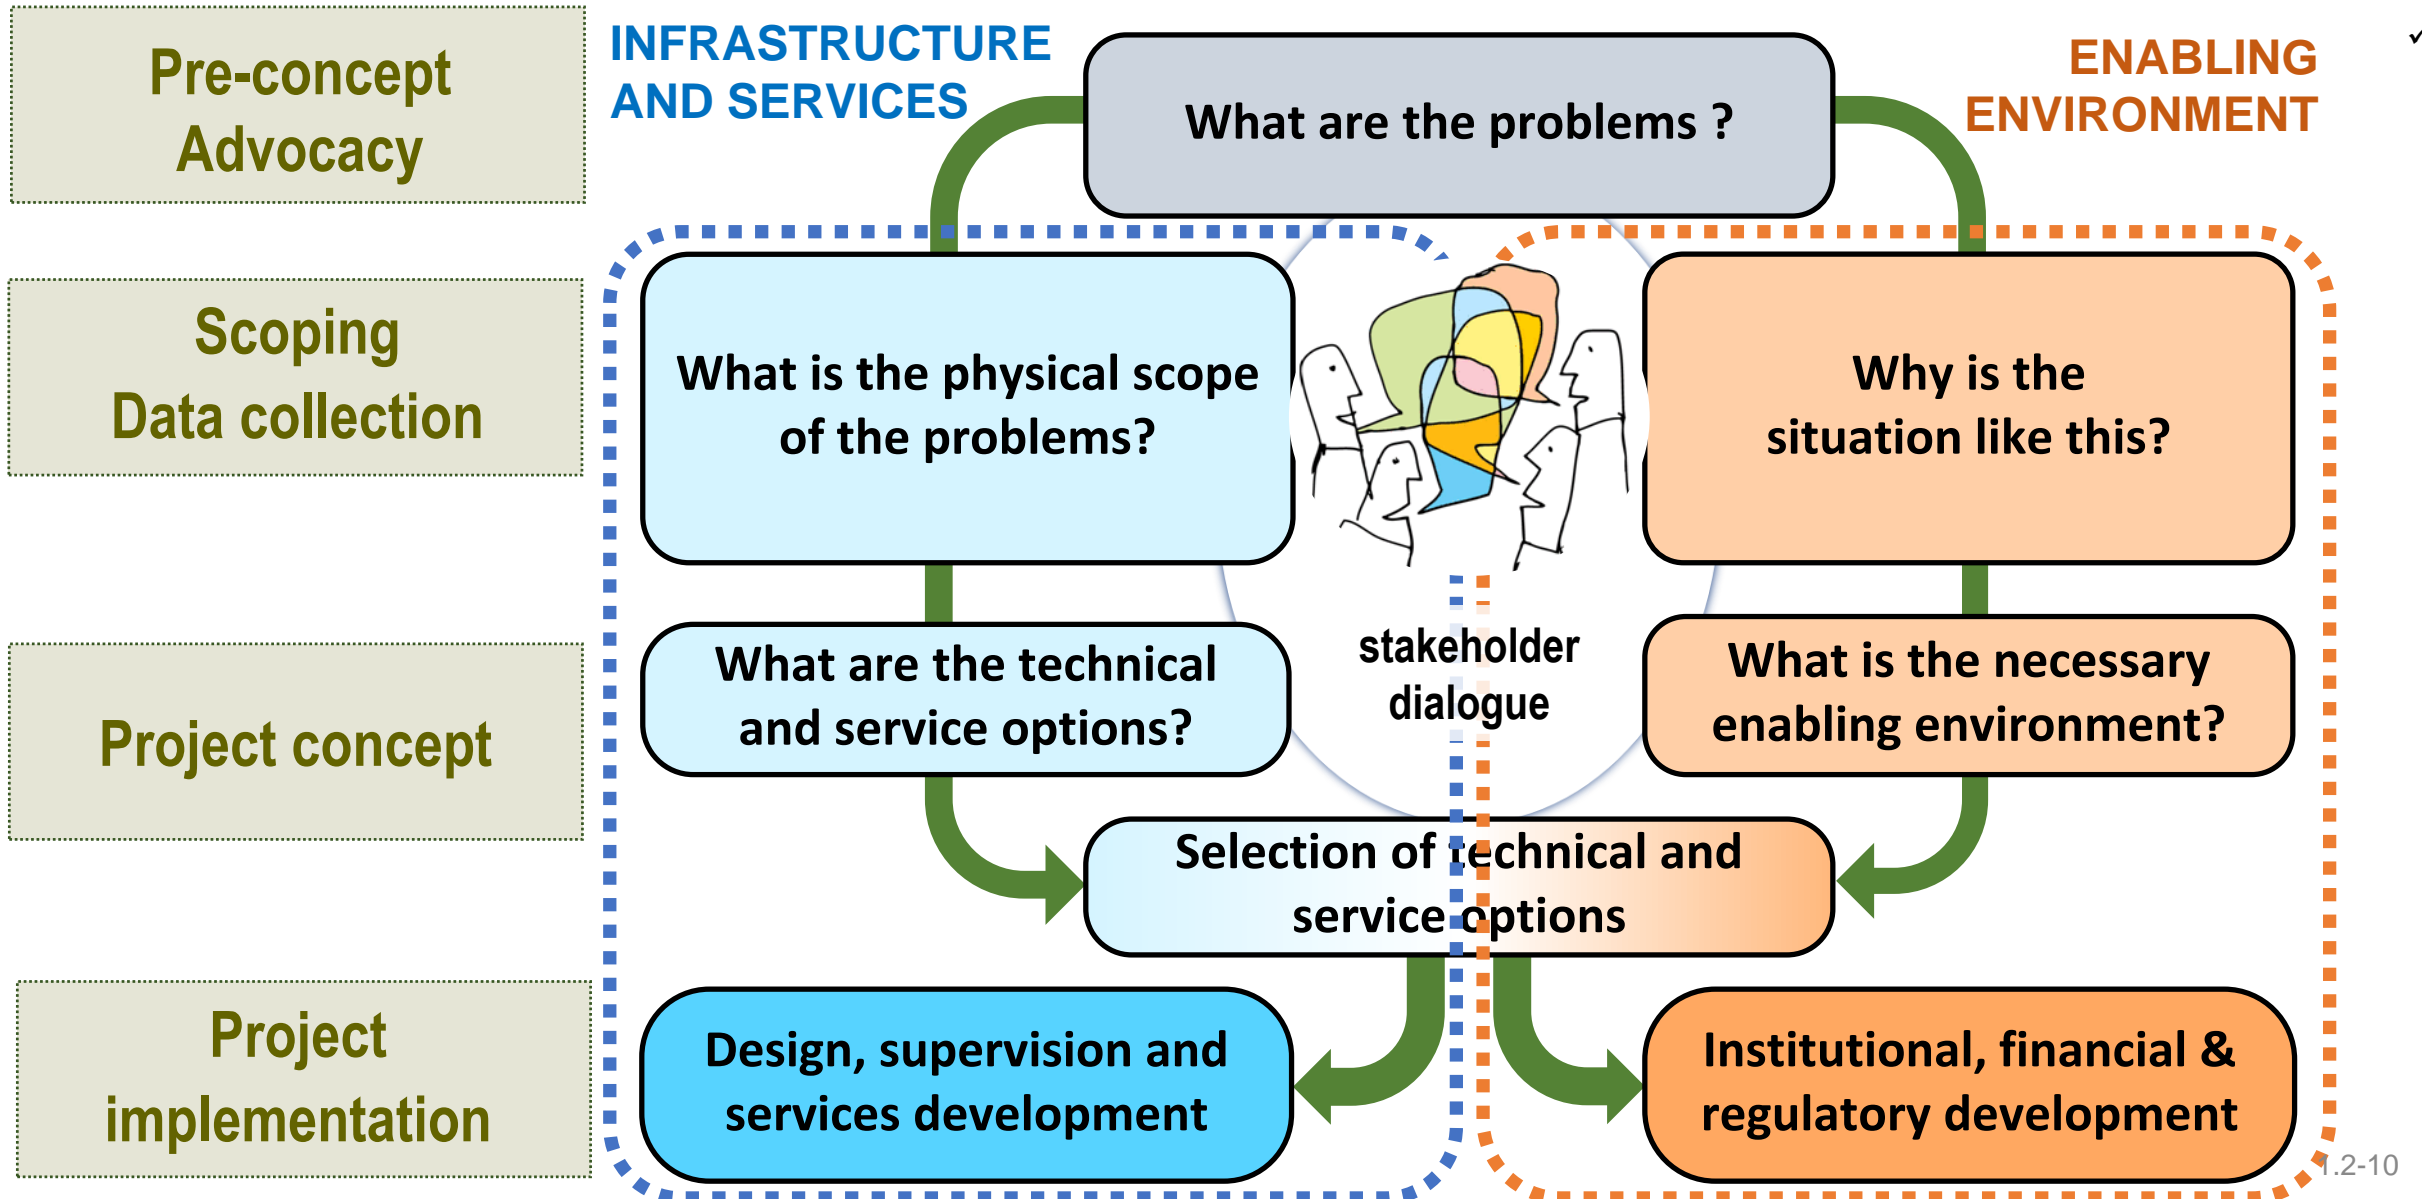 Pre-concept
Advocacy
INFRASTRUCTURE
AND SERVICES
What are the problems ?
ENABLING
ENVIRONMENT
✓
Scoping
Data collection
What is the physical scope
of the problems?
Why is the
situation like this?
Project concept
What are the technical
and service options?
stakeholder
dialogue
What is the necessary
enabling environment?
Selection of technical and
service options
Project
implementation
Design, supervision and
services development
Institutional, financial &
regulatory development
1.2-10